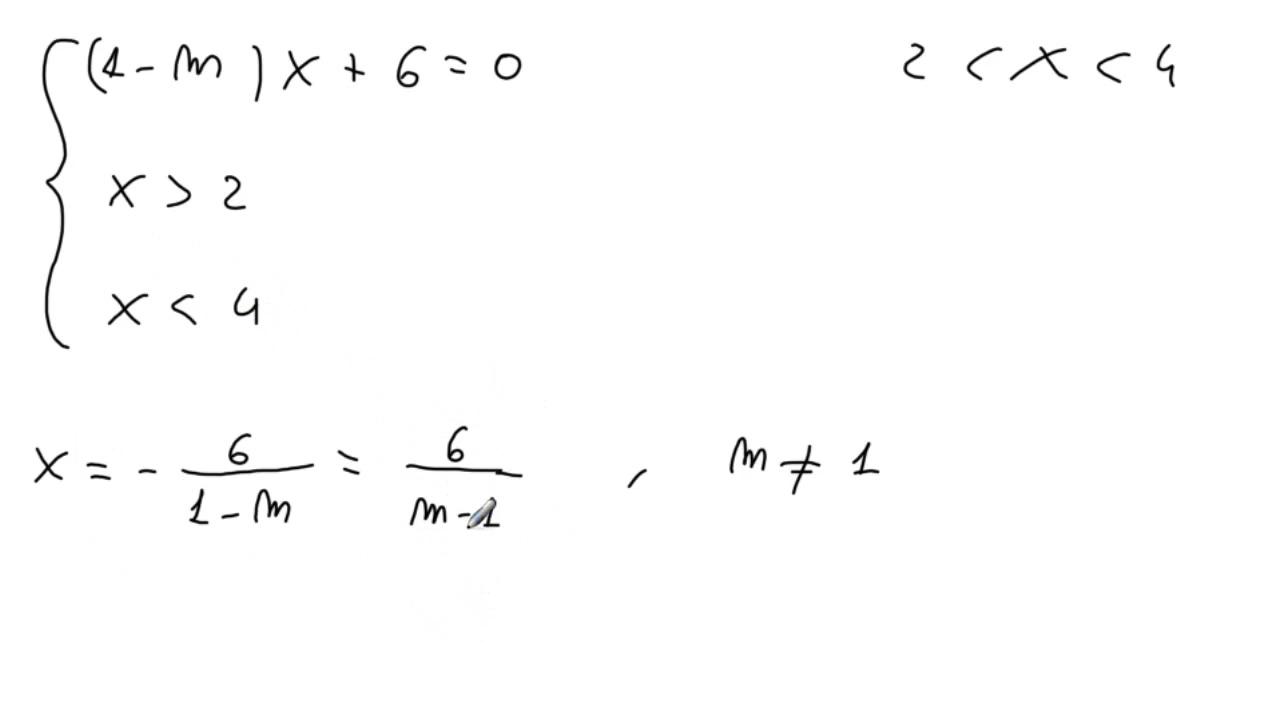 (1-m)x+6=0 2<x<4
x>2
x<4
x=-6/(1-m)=6/(m-1), m≠1